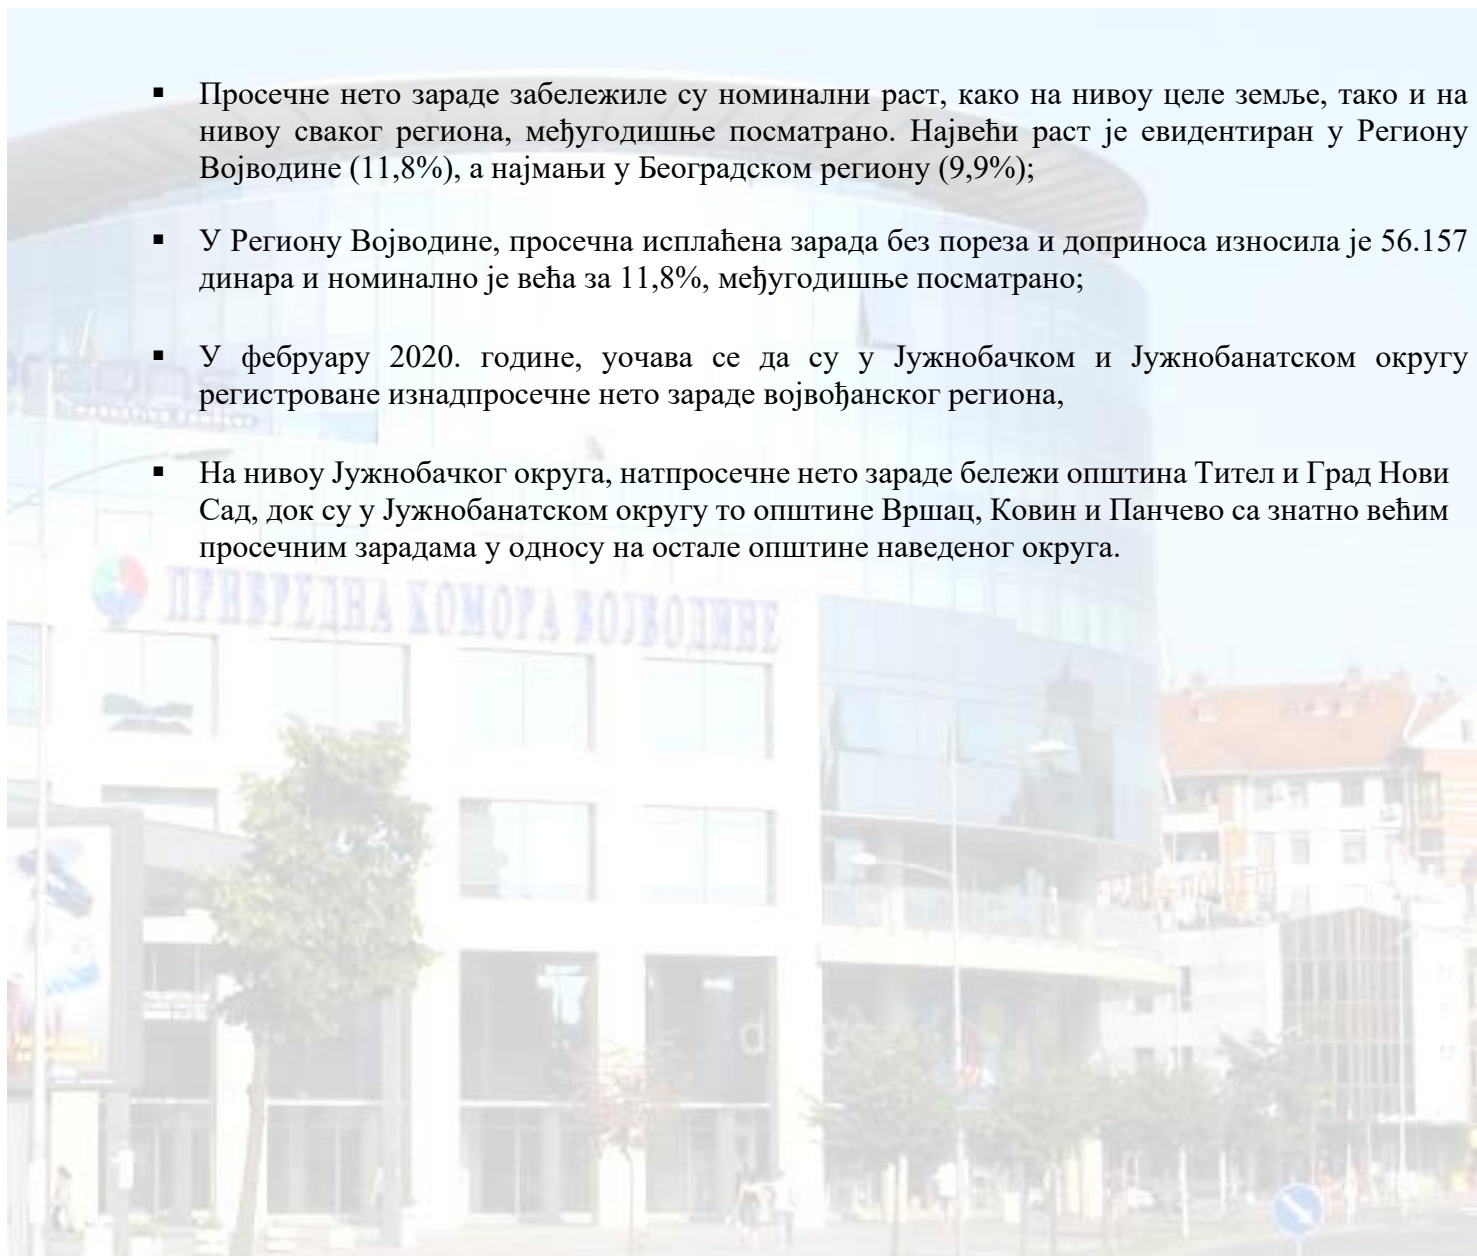 ▪ Просечне нето зараде забележиле су номинални раст, како на нивоу целе земље, тако и на
нивоу сваког региона, међугодишње посматрано. Највећи раст је евидентиран у Региону
Војводине (11,8%), а најмањи у Београдском региону (9,9%);
▪ У Региону Војводине, просечна исплаћена зарада без пореза и доприноса износила је 56.157
динара и номинално је већа за 11,8%, међугодишње посматрано;
▪ У фебруару 2020. године, уочава се да су у Јужнобачком и Јужнобанатском округу
регистроване изнадпросечне нето зараде војвођанског региона,
▪ На нивоу Јужнобачког округа, натпросечне нето зараде бележи општина Тител и Град Нови
Сад, док су у Јужнобанатском округу то општине Вршац, Ковин и Панчево са знатно већим
просечним зарадама у односу на остале општине наведеног округа.
ПРИВРЕДНА КОМОРА ВОЈВОДИНЕ